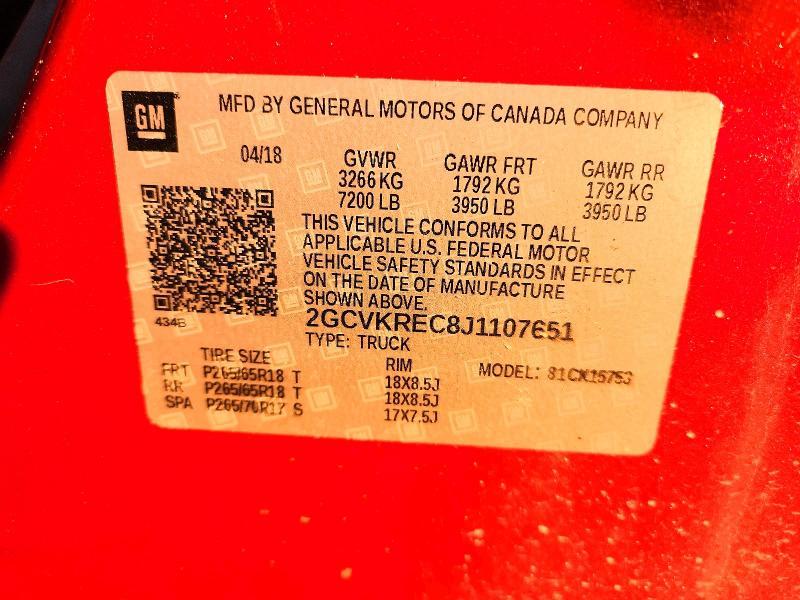 GM
MFD BY GENERAL MOTORS OF CANADA COMPANY
04/18
GVWR GAWR FRT GAWR RR
3266 KG 1792 KG 1792 KG
7200 LB 3950 LB 3950 LB
THIS VEHICLE CONFORMS TO ALL
APPLICABLE U.S. FEDERAL MOTOR
VEHICLE SAFETY STANDARDS IN EFFECT
ON THE DATE OF MANUFACTURE
SHOWN ABOVE.
434B
2GCVKREC8J1107651
TYPE: TRUCK
TIRE SIZE RIM MODEL:
FRT P265/65R18 T 18X8.5J
RR P265/65R18 T 18X8.5J
SPA P265/70R17 S 17X7.5J